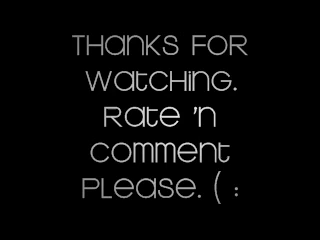 THANKS FOR
WATCHING.
RATE 'N
COMMENT
PLEASE. ( :